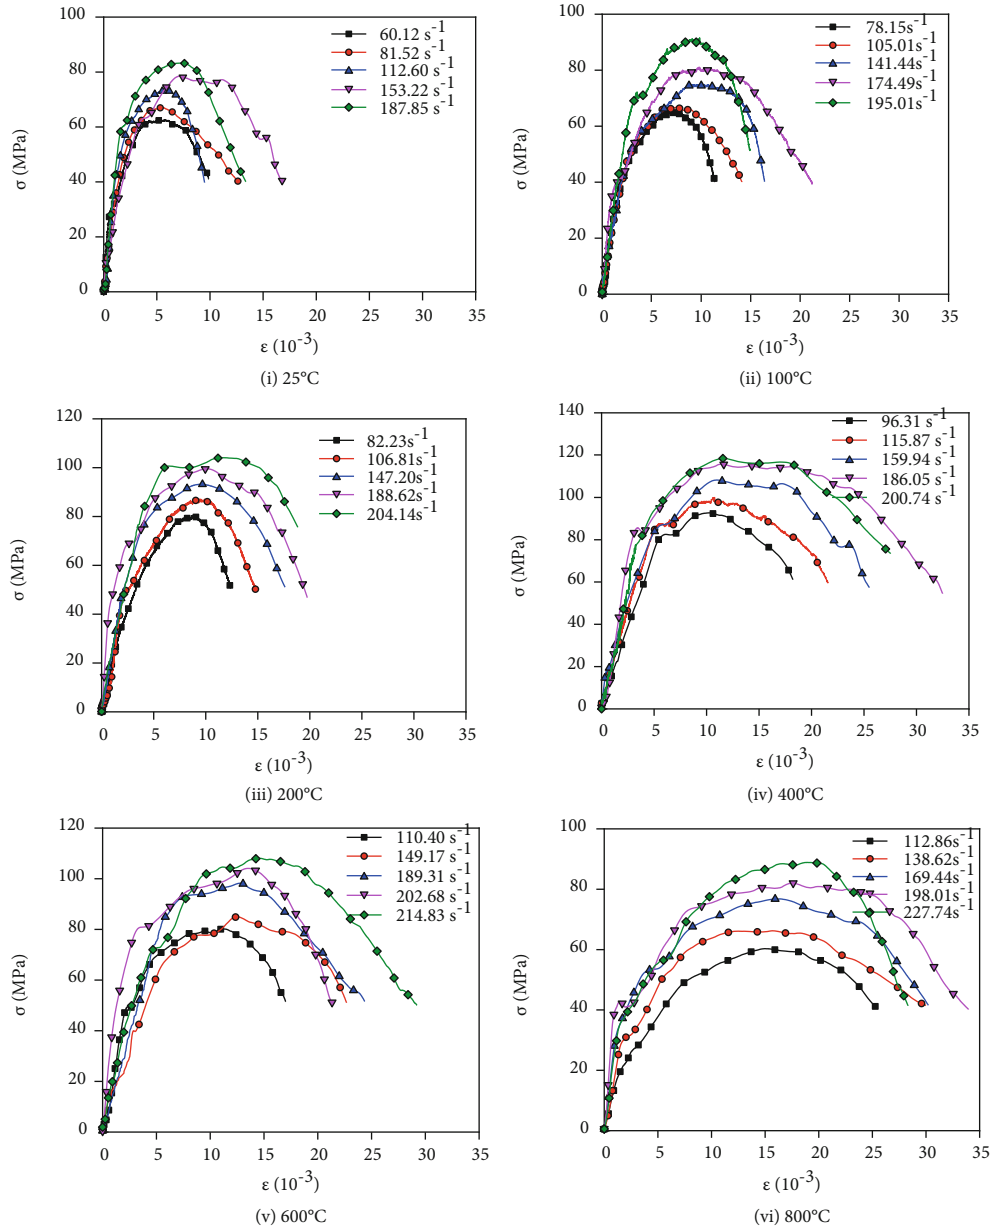 100
80
60
40
20
0
σ (MPa)
60.12 s-1
81.52 s-1
112.60 s-1
153.22 s-1
187.85 s-1
0 5 10 15 20 25 30 35
ε (10-3)
(i) 25°C
100
80
60
40
20
0
σ (MPa)
78.15s-1
105.01s-1
141.44s-1
174.49s-1
195.01s-1
0 5 10 15 20 25 30 35
ε (10-3)
(ii) 100°C
120
100
80
60
40
20
0
σ (MPa)
82.23s-1
106.81s-1
147.20s-1
188.62s-1
204.14s-1
0 5 10 15 20 25 30 35
ε (10-3)
(iii) 200°C
140
120
100
80
60
40
20
0
σ (MPa)
96.31 s-1
115.87 s-1
159.94 s-1
186.05 s-1
200.74 s-1
0 5 10 15 20 25 30 35
ε (10-3)
(iv) 400°C
120
100
80
60
40
20
0
σ (MPa)
110.40 s-1
149.17 s-1
189.31 s-1
202.68 s-1
214.83 s-1
0 5 10 15 20 25 30 35
ε (10-3)
(v) 600°C
100
80
60
40
20
0
σ (MPa)
112.86s-1
138.62s-1
169.44s-1
198.01s-1
227.74s-1
0 5 10 15 20 25 30 35
ε (10-3)
(vi) 800°C